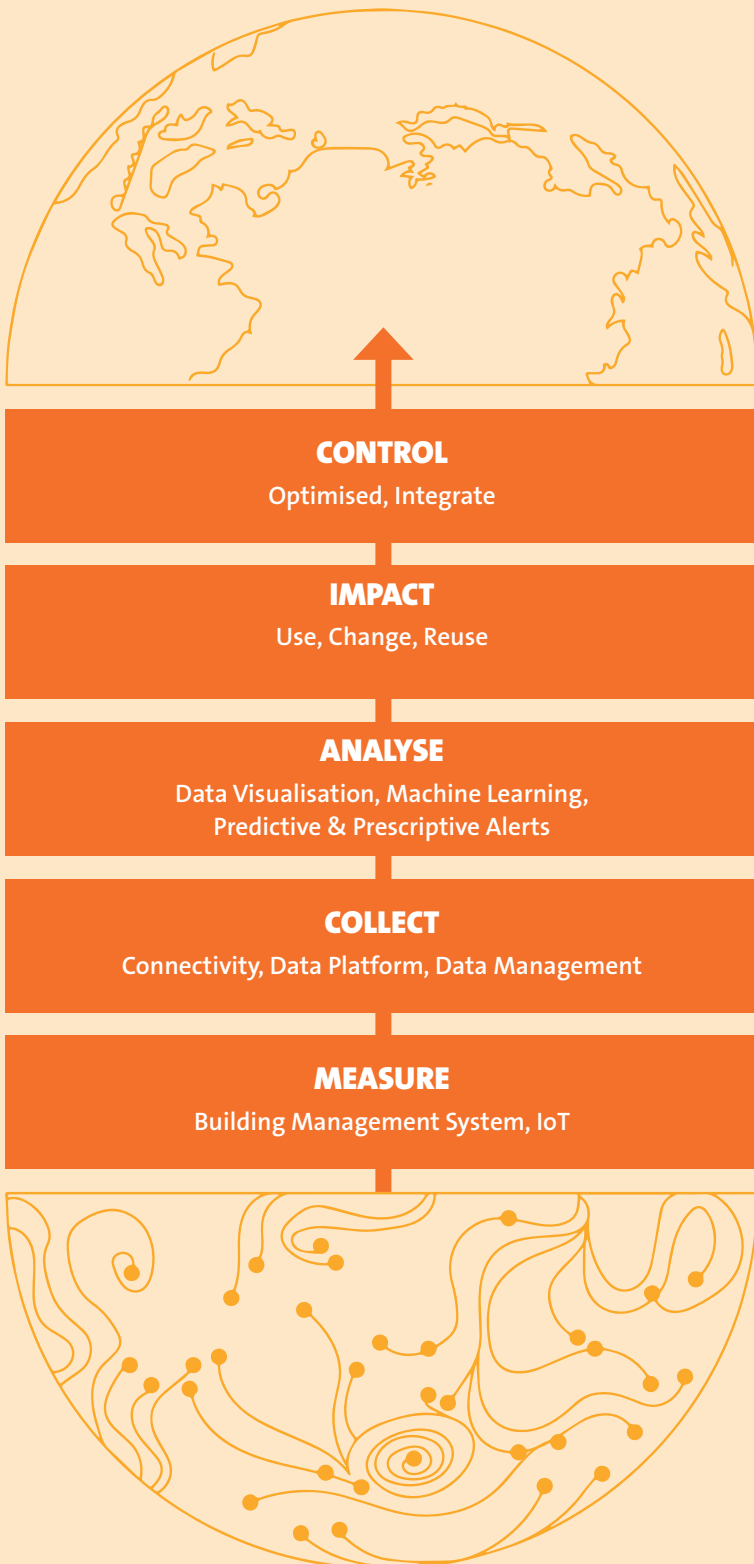 CONTROL
Optimised, Integrate
IMPACT
Use, Change, Reuse
ANALYSE
Data Visualisation, Machine Learning,
Predictive & Prescriptive Alerts
COLLECT
Connectivity, Data Platform, Data Management
MEASURE
Building Management System, IoT